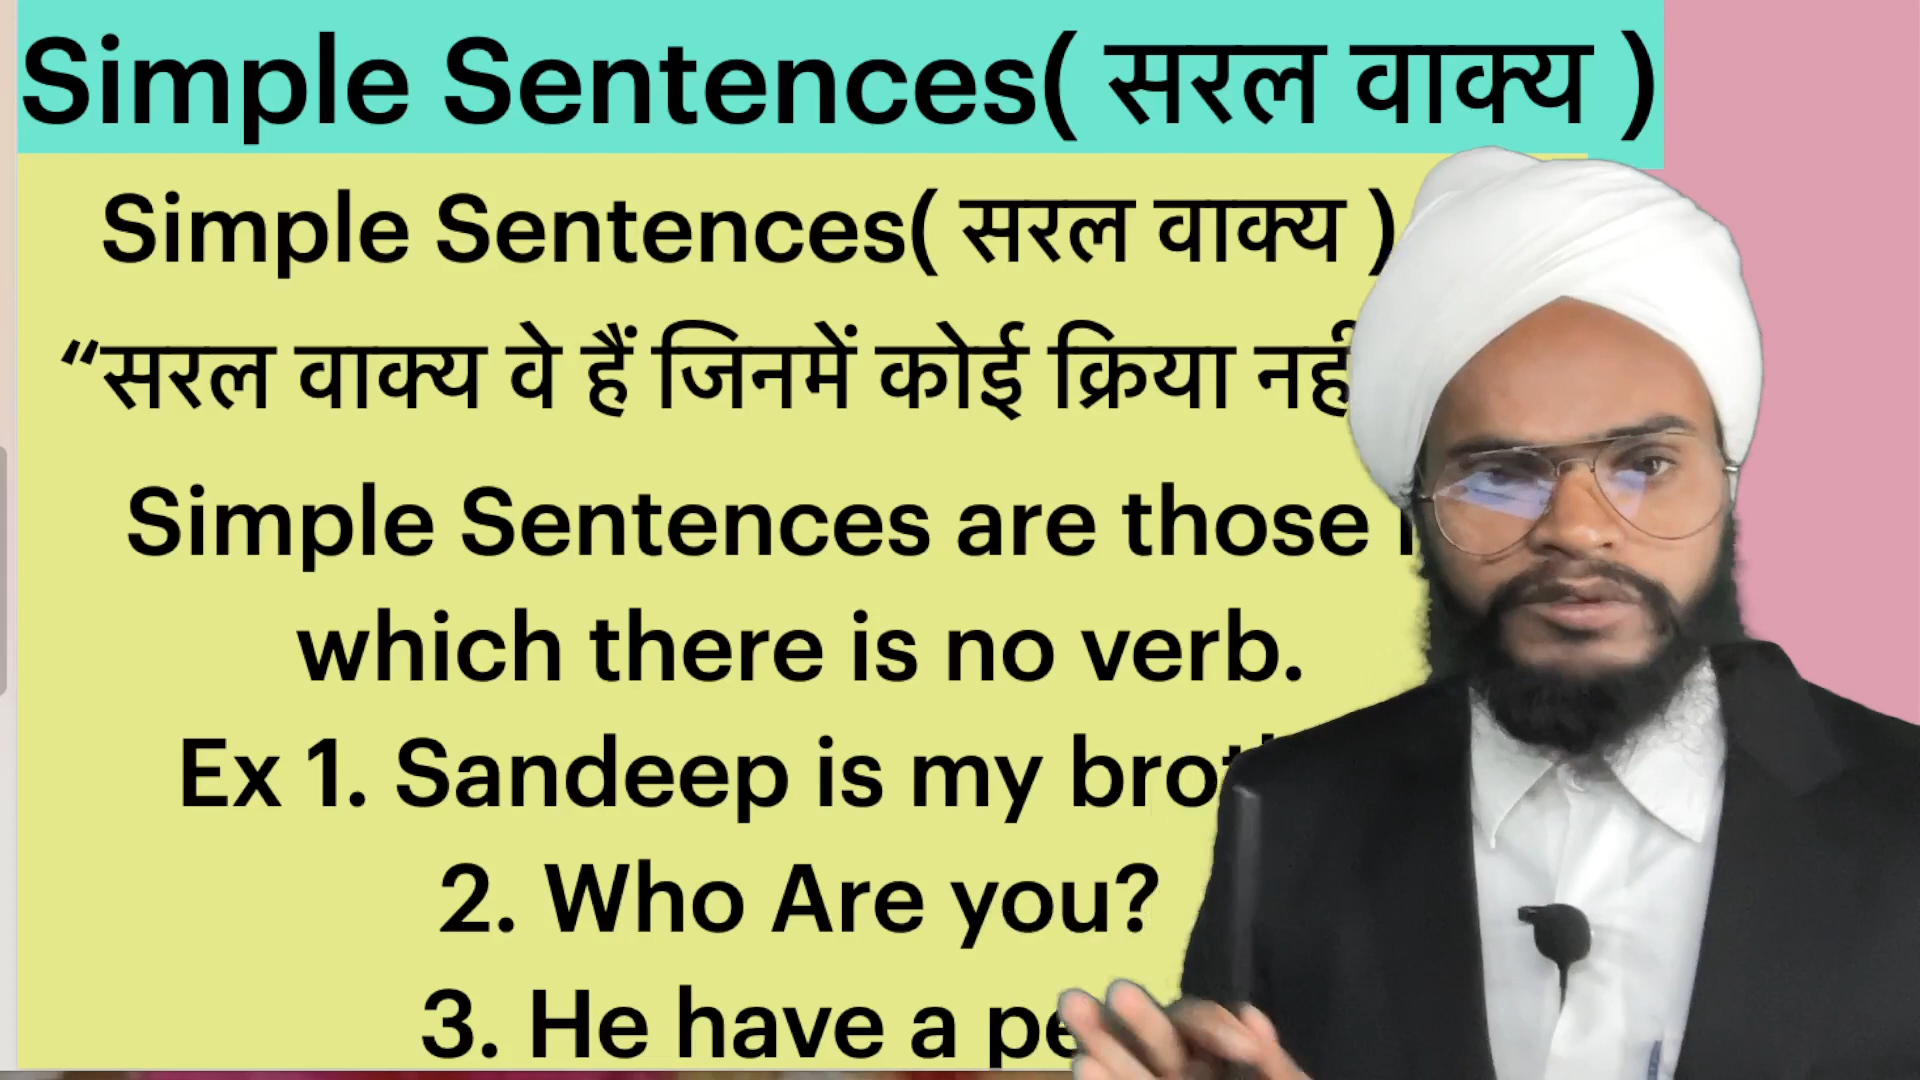 Simple Sentences( सरल वाक्य )
Simple Sentences( सरल वाक्य )
“सरल वाक्य वे हैं जिनमें कोई क्रिया
Simple Sentences are those
which there is no verb.
Ex 1. Sandeep is my
2. Who Are you?
3. He have a